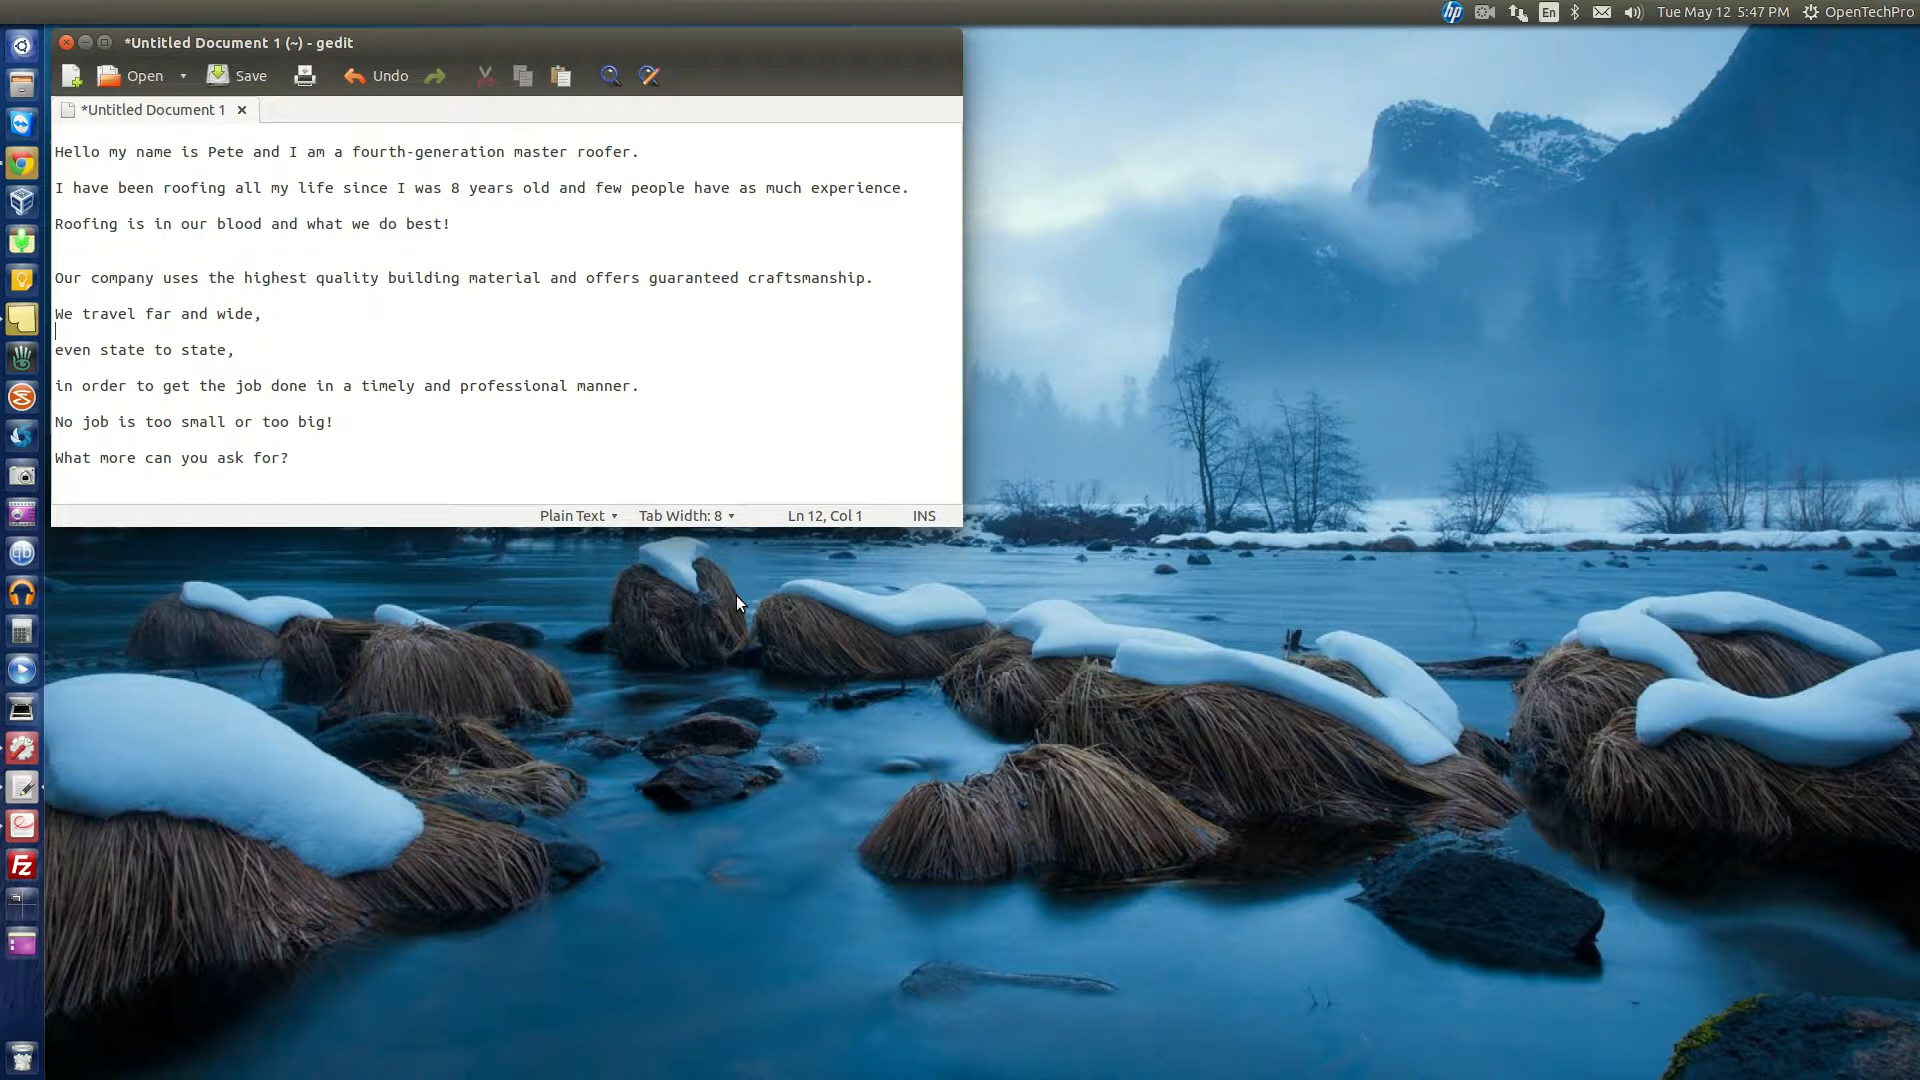 En
Tue May 12 5:47 PM
OpenTechPro
*Untitled Document 1 (~) - gedit
Open
Save
Undo
*Untitled Document 1
Hello my name is Pete and I am a fourth-generation master roofer.
I have been roofing all my life since I was 8 years old and few people have as much experience.
Roofing is in our blood and what we do best!
Our company uses the highest quality building material and offers guaranteed craftsmanship.
We travel far and wide,
even state to state,
in order to get the job done in a timely and professional manner.
No job is too small or too big!
What more can you ask for?
Plain Text
Tab Width: 8
Ln 12, Col 1
INS
hp
qb
Fz